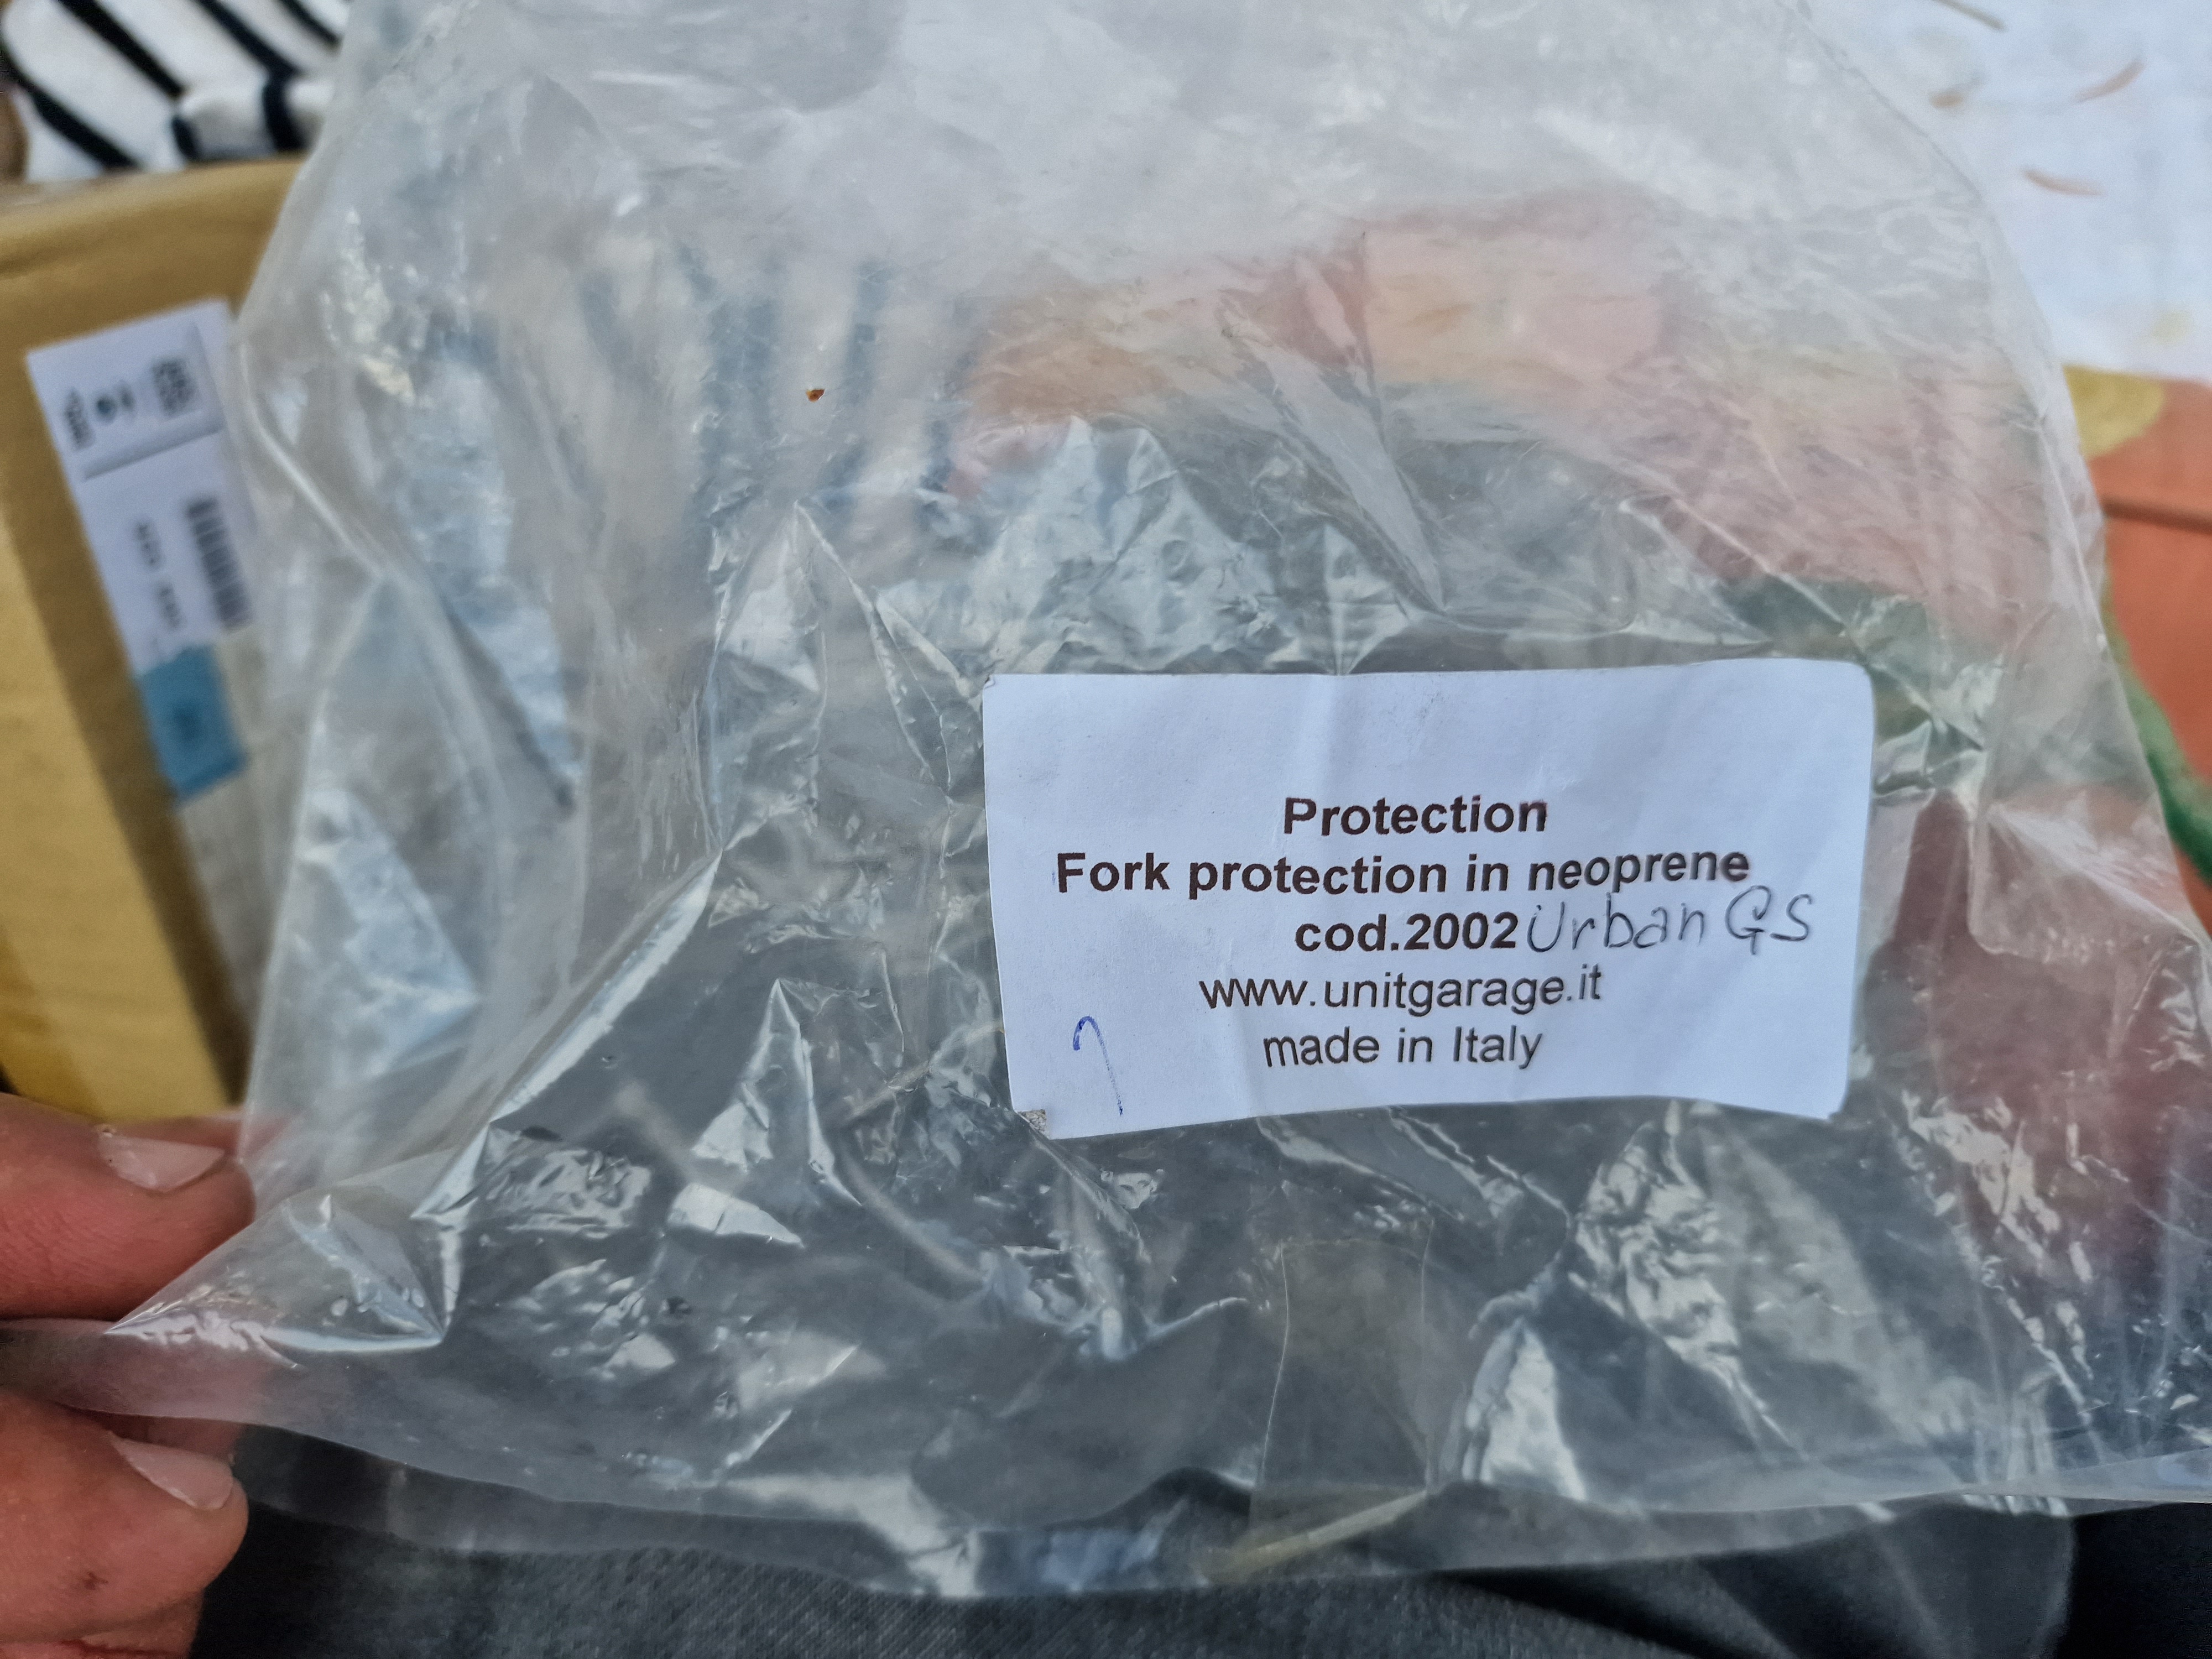 Protection
Fork protection in neoprene
cod.2002 Urban GS
www.unitgarage.it
made in Italy